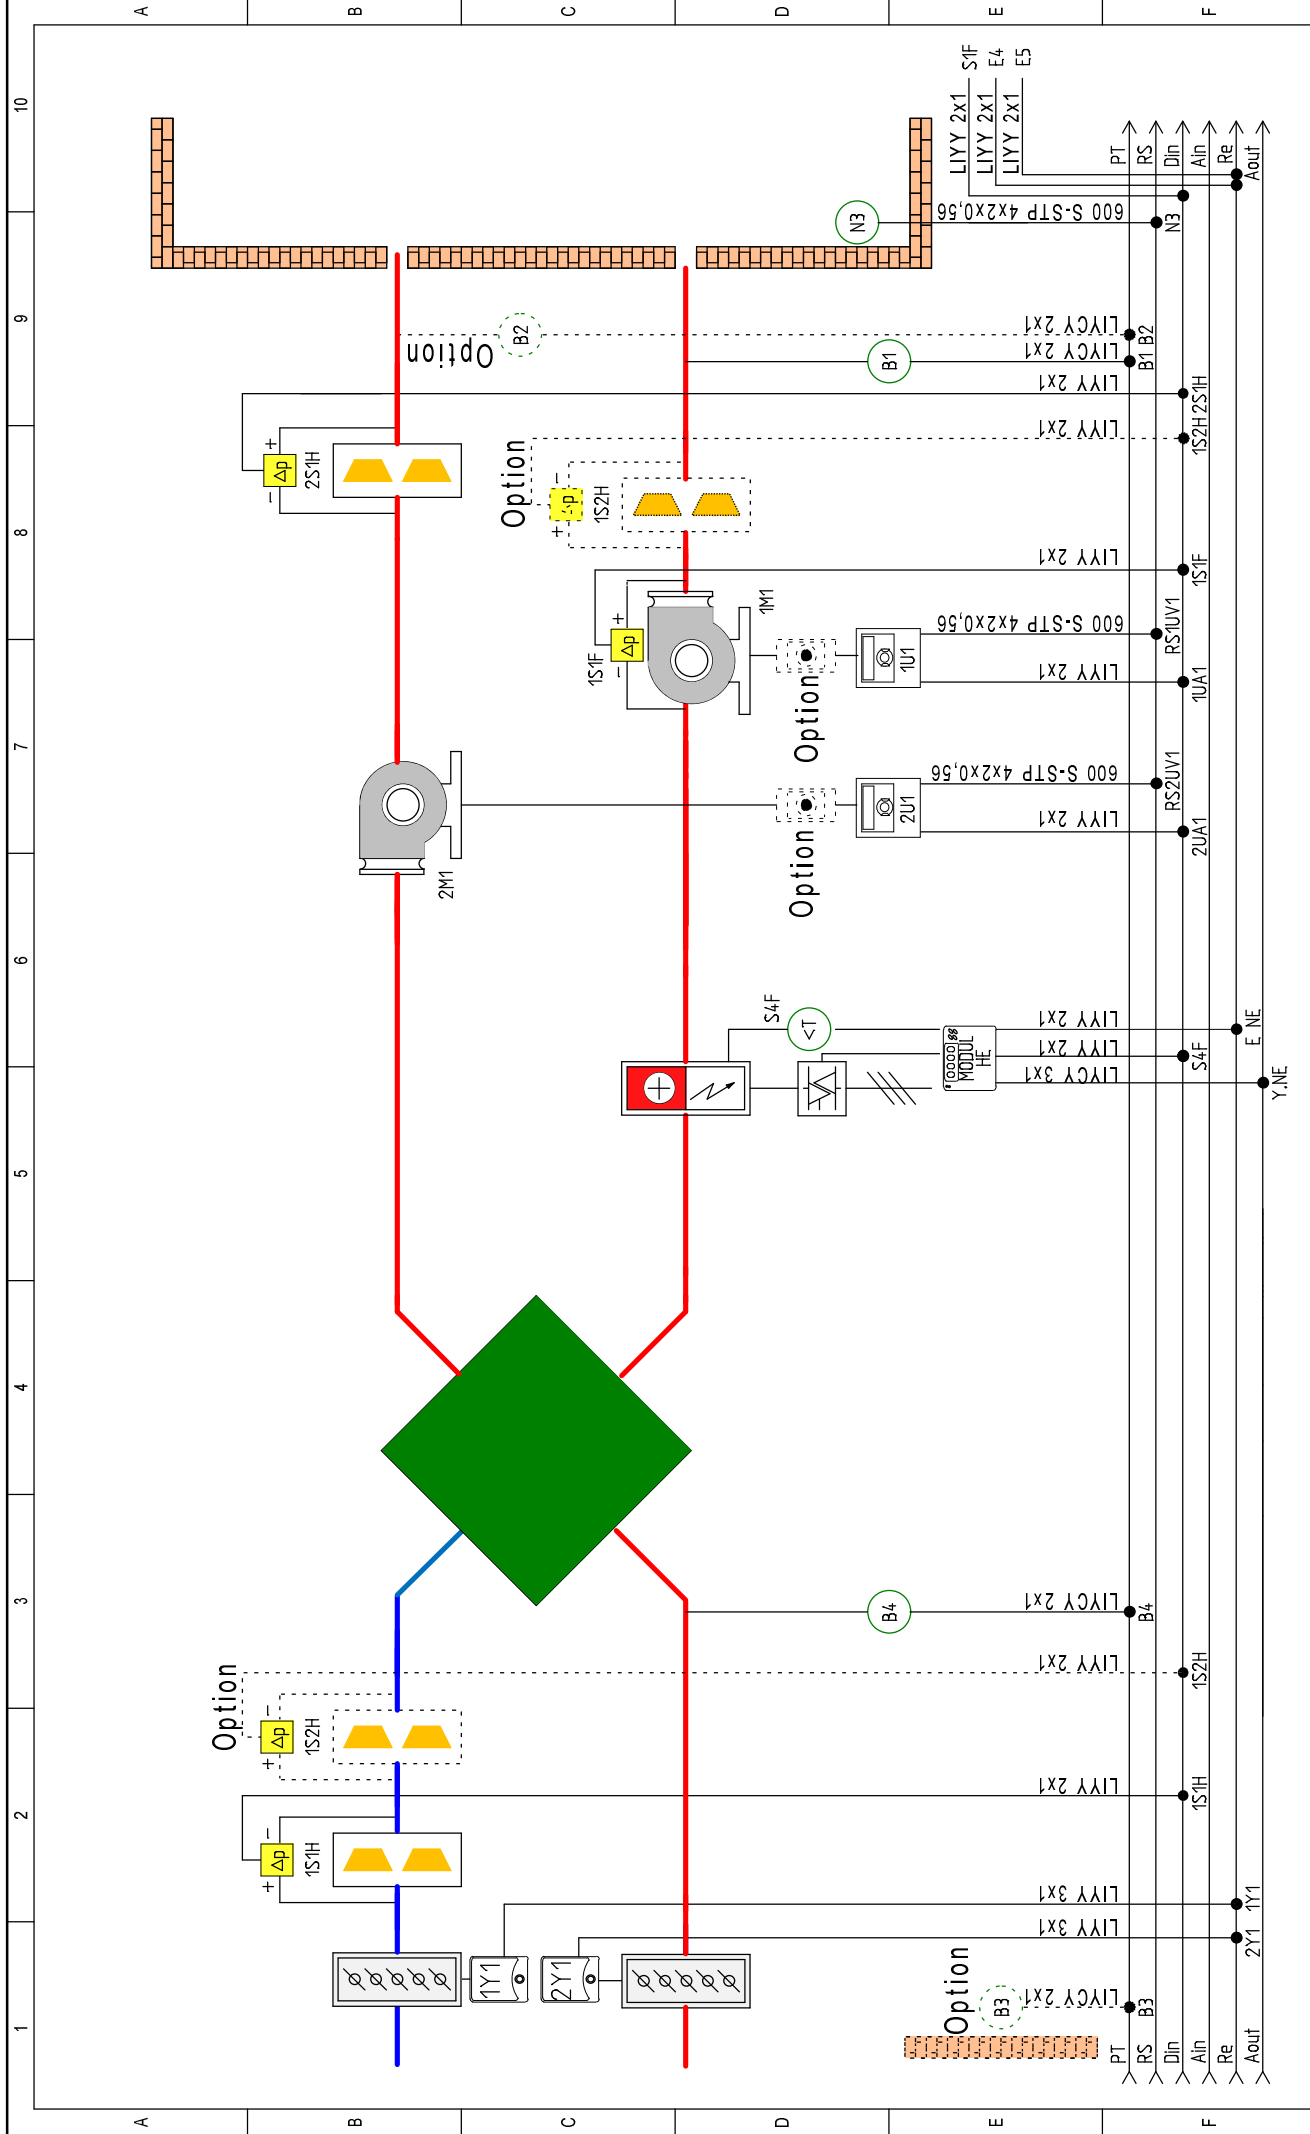 A
B
C
D
E
F
10
9
8
7
6
5
4
3
2
1
S1F
E4
E5
LIYY 2x1
LIYY 2x1
LIYY 2x1
PT
RS
Din
Ain
Re
Aout
N3
600 S-STP 4x2x0,56
N3
B2
Option
LIYCY 2x1
B2
B1
LIYCY 2x1
B1
LIYY 2x1
2S1H
+
Δp
-
2S1H
LIYY 2x1
1S2H
Option
-
p
+
1S2H
LIYY 2x1
1S1F
+
Δp
-
1S1F
1M1
600 S-STP 4x2x0,56
RS1UV1
LIYY 2x1
1UA1
1U1
Option
600 S-STP 4x2x0,56
RS2UV1
LIYY 2x1
2UA1
2U1
Option
2M1
S4F
<T
MODUL
HE
LIYY 2x1
E NE
LIYY 2x1
S4F
LIYCY 3x1
Y.NE
B4
LIYCY 2x1
B4
Option
LIYY 2x1
1S2H
-
Δp
+
1S2H
LIYY 2x1
1S1H
-
Δp
+
1S1H
LIYY 3x1
1Y1
LIYY 3x1
2Y1
1Y1
2Y1
Option
B3
LIYCY 2x1
B3
PT
RS
Din
Ain
Re
Aout
A
B
C
D
E
F